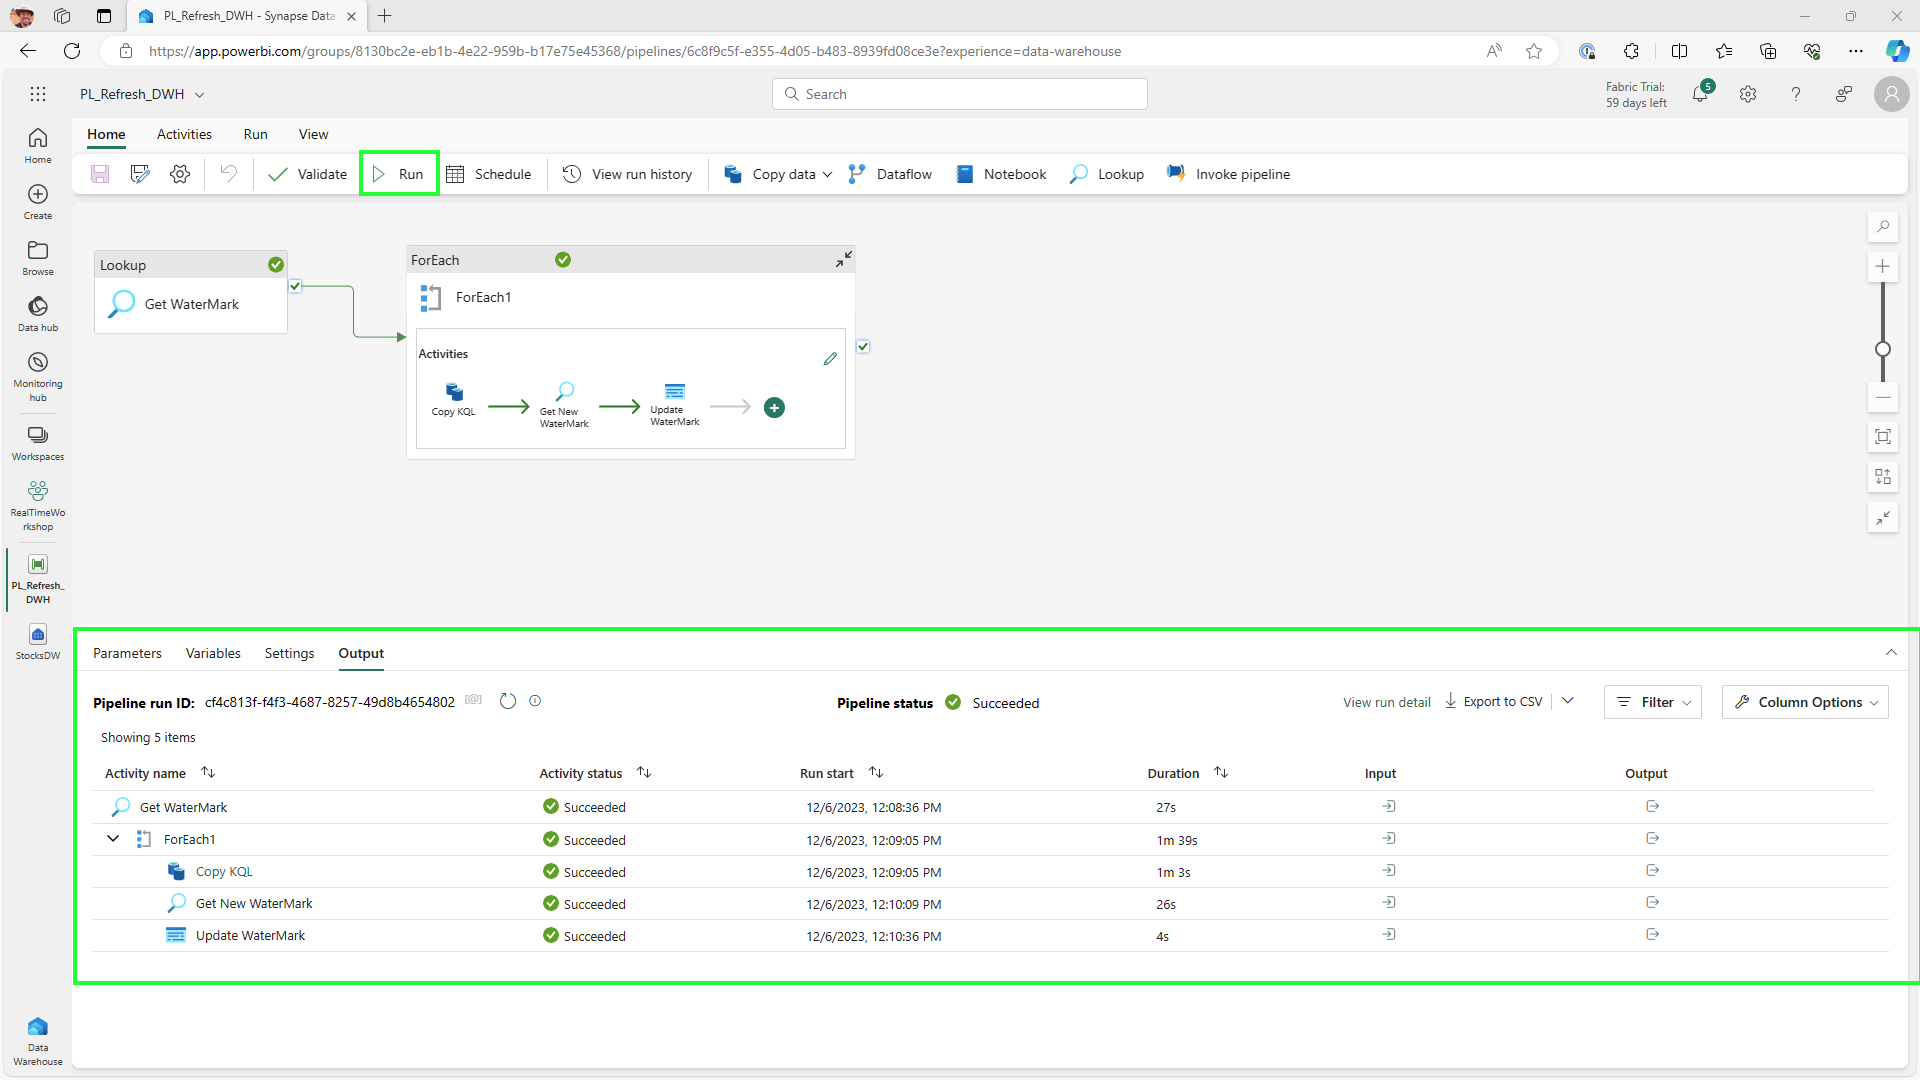 PL_Refresh_DWH - Synapse Data
https://app.powerbi.com/groups/8130bc2e-eb1b-4e22-959b-b17e75e45368/pipelines/6c8f9c5f-e355-4d05-b483-8939fd08ce3e?experience=data-warehouse
PL_Refresh_DWH
Search
Fabric Trial:
59 days left
5
Home
Activities
Run
View
Validate
Run
Schedule
View run history
Copy data
Dataflow
Notebook
Lookup
Invoke pipeline
Home
Create
Browse
Data hub
Monitoring
hub
Workspaces
RealTimeWo
rkshop
PL_Refresh_
DWH
StocksDW
Data
Warehouse
Lookup
Get WaterMark
ForEach
ForEach1
Activities
Copy KQL
Get New
WaterMark
Update
WaterMark
Parameters
Variables
Settings
Output
Pipeline run ID: cf4c813f-f4f3-4687-8257-49d8b4654802
Pipeline status Succeeded
View run detail
Export to CSV
Filter
Column Options
Showing 5 items
Activity name Activity status Run start Duration Input Output
Get WaterMark Succeeded 12/6/2023, 12:08:36 PM 27s
ForEach1 Succeeded 12/6/2023, 12:09:05 PM 1m 39s
Copy KQL Succeeded 12/6/2023, 12:09:05 PM 1m 3s
Get New WaterMark Succeeded 12/6/2023, 12:10:09 PM 26s
Update WaterMark Succeeded 12/6/2023, 12:10:36 PM 4s